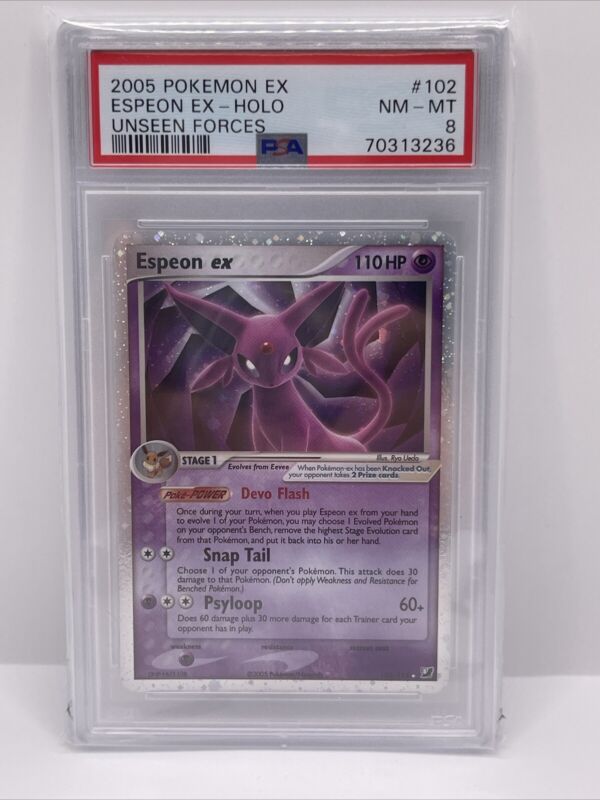 2005 POKEMON EX #102
ESPEON EX - HOLO NM - MT
UNSEEN FORCES 8
PSA 70313236
Espeon ex 110 HP
STAGE 1
Illus. Ryo Ueda
Evolves from Eevee
When Pokémon-ex has been Knocked Out,
your opponent takes 2 Prize cards.
Poké-POWER Devo Flash
Once during your turn, when you play Espeon ex from your hand
to evolve 1 of your Pokémon, you may choose 1 Evolved Pokémon
on your opponent's Bench, remove the highest Stage Evolution card
from that Pokémon, and put it back into his or her hand.
Snap Tail
Choose 1 of your opponent's Pokémon. This attack does 30
damage to that Pokémon. (Don't apply Weakness and Resistance for
Benched Pokémon.)
Psyloop 60+
Does 60 damage plus 30 more damage for each Trainer card your
opponent has in play.
weakness resistance retreat cost
PSA